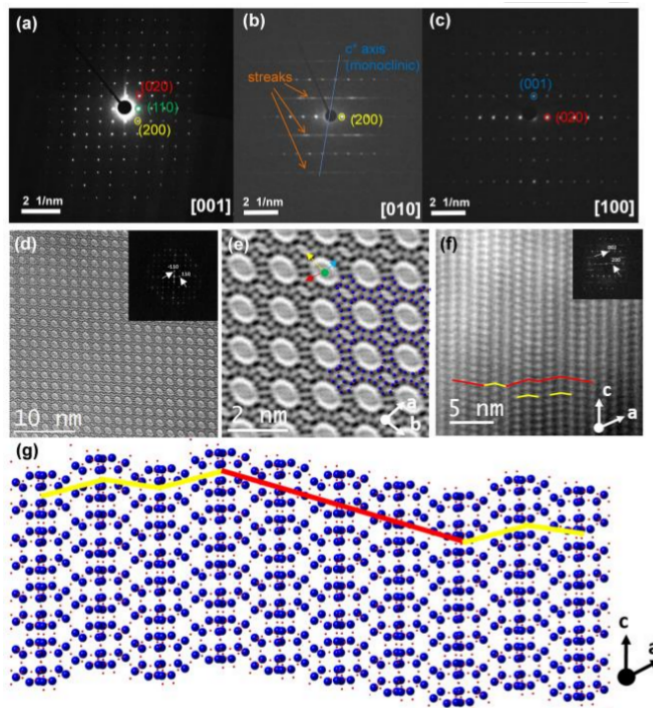 (a)
(020)
(110)
(200)
2 1/nm
[001]
(b)
c* axis
(monoclinic)
streaks
(200)
2 1/nm
[010]
(c)
(001)
(020)
2 1/nm
[100]
(d)
10 nm
(e)
2 nm
a
b
(f)
5 nm
c
a
(g)
c
a